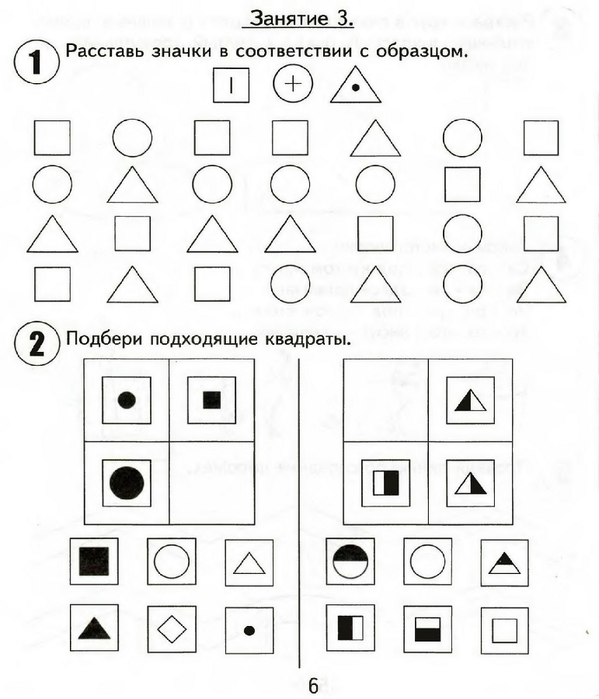 Занятие 3.
1 Расставь значки в соответствии с образцом.
2 Подбери подходящие квадраты.
6